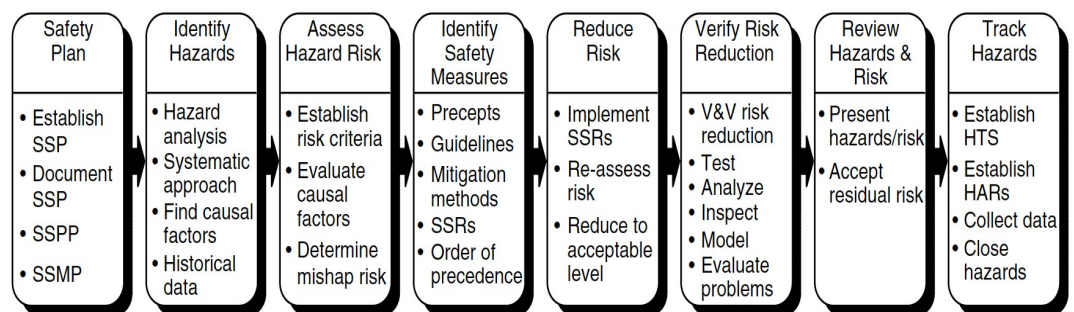 Safety
Plan
• Establish
SSP
• Document
SSP
• SSPP
• SSMP
Identify
Hazards
• Hazard
analysis
• Systematic
approach
• Find causal
factors
• Historical
data
Assess
Hazard Risk
• Establish
risk criteria
• Evaluate
causal
factors
• Determine
mishap risk
Identify
Safety
Measures
• Precepts
• Guidelines
• Mitigation
methods
• SSRs
• Order of
precedence
Reduce
Risk
• Implement
SSRs
• Re-assess
risk
• Reduce to
acceptable
level
Verify Risk
Reduction
• V&V risk
reduction
• Test
• Analyze
• Inspect
• Model
• Evaluate
problems
Review
Hazards &
Risk
• Present
hazards/risk
• Accept
residual risk
Track
Hazards
• Establish
HTS
• Establish
HARs
• Collect data
• Close
hazards